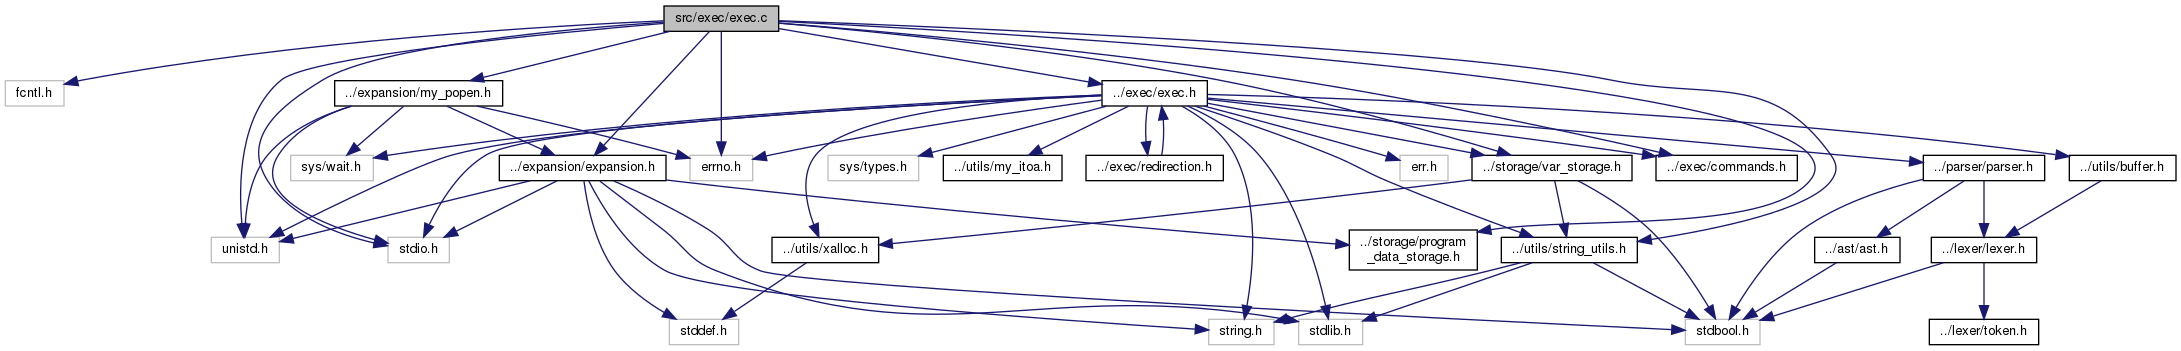 src/exec/exec.c
fcntl.h
../expansion/my_popen.h
../exec/exec.h
sys/wait.h
../expansion/expansion.h
errno.h
sys/types.h
../utils/my_itoa.h
../exec/redirection.h
err.h
../storage/var_storage.h
../exec/commands.h
../parser/parser.h
../utils/buffer.h
unistd.h
stdio.h
../storage/program
_data_storage.h
../utils/xalloc.h
../utils/string_utils.h
../ast/ast.h
../lexer/lexer.h
stddef.h
string.h
stdlib.h
stdbool.h
../lexer/token.h